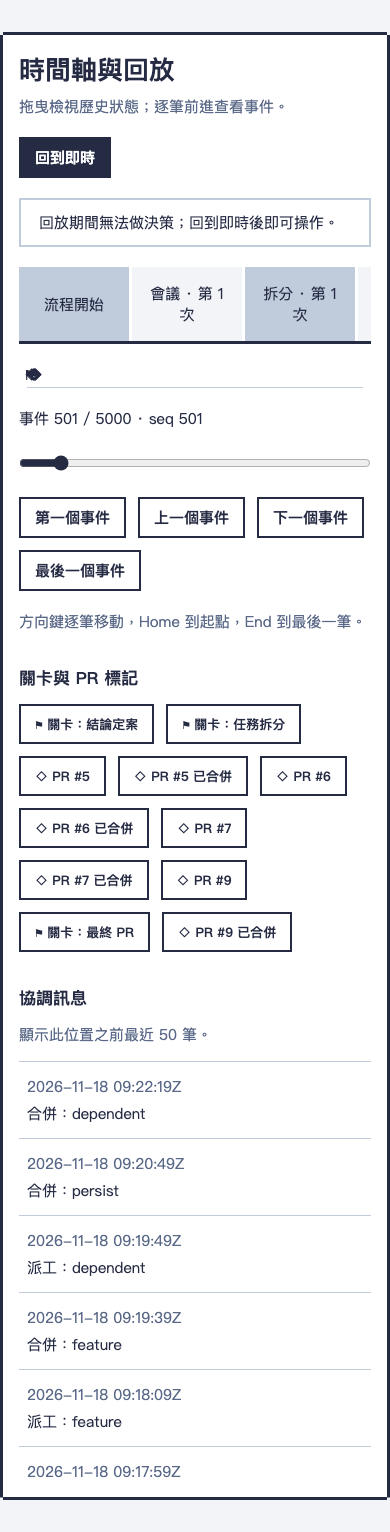 時間軸與回放
拖曳檢視歷史狀態；逐筆前進查看事件。
回到即時
回放期間無法做決策；回到即時後即可操作。
流程開始
會議 · 第 1
次
拆分 · 第 1
次
事件 501 / 5000 · seq 501
第一個事件
上一個事件
下一個事件
最後一個事件
方向鍵逐筆移動，Home 到起點，End 到最後一筆。
關卡與 PR 標記
⚑ 關卡：結論定案
⚑ 關卡：任務拆分
◇ PR #5
◇ PR #5 已合併
◇ PR #6
◇ PR #6 已合併
◇ PR #7
◇ PR #7 已合併
◇ PR #9
⚑ 關卡：最終 PR
◇ PR #9 已合併
協調訊息
顯示此位置之前最近 50 筆。
2026–11–18 09:22:19Z
合併：dependent
2026–11–18 09:20:49Z
合併：persist
2026–11–18 09:19:49Z
派工：dependent
2026–11–18 09:19:39Z
合併：feature
2026–11–18 09:18:09Z
派工：feature
2026–11–18 09:17:59Z